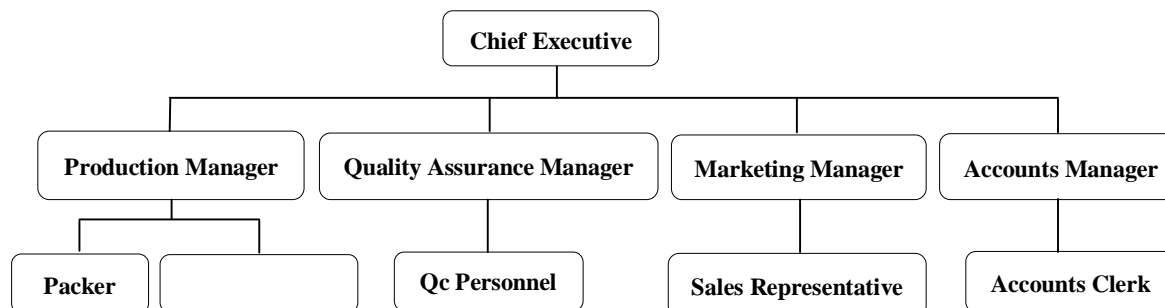 Chief Executive
Production Manager
Quality Assurance Manager
Marketing Manager
Accounts Manager
Packer
Qc Personnel
Sales Representative
Accounts Clerk